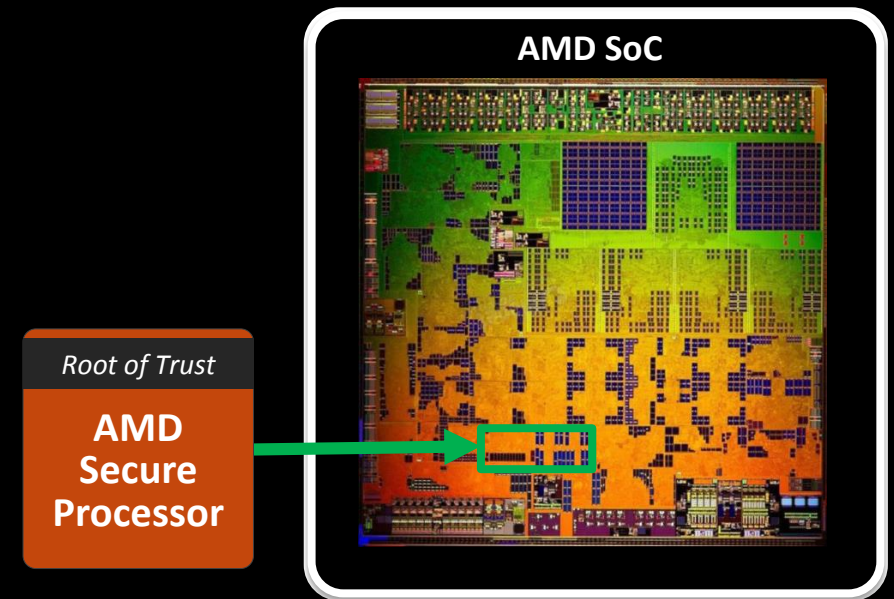 AMD SoC
Root of Trust
AMD
Secure
Processor